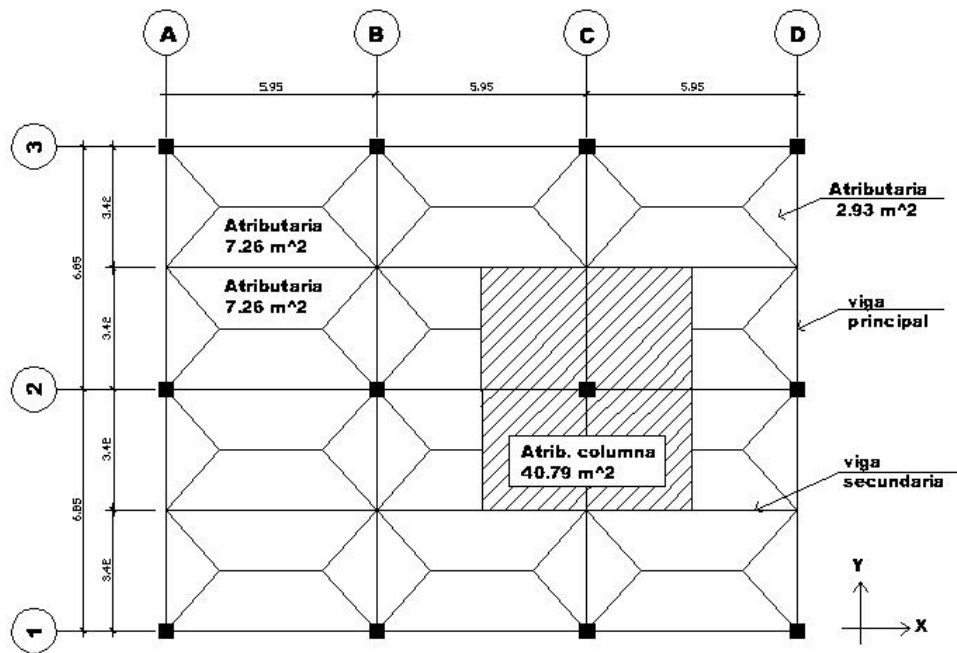 A
B
C
D
5.95
5.95
5.95
3
3.42
Atributaria
7.26 m^2
Atributaria
2.93 m^2
6.85
Atributaria
7.26 m^2
3.42
viga
principal
2
3.42
6.85
Atrib. columna
40.79 m^2
viga
secundaria
3.42
1
Y
X